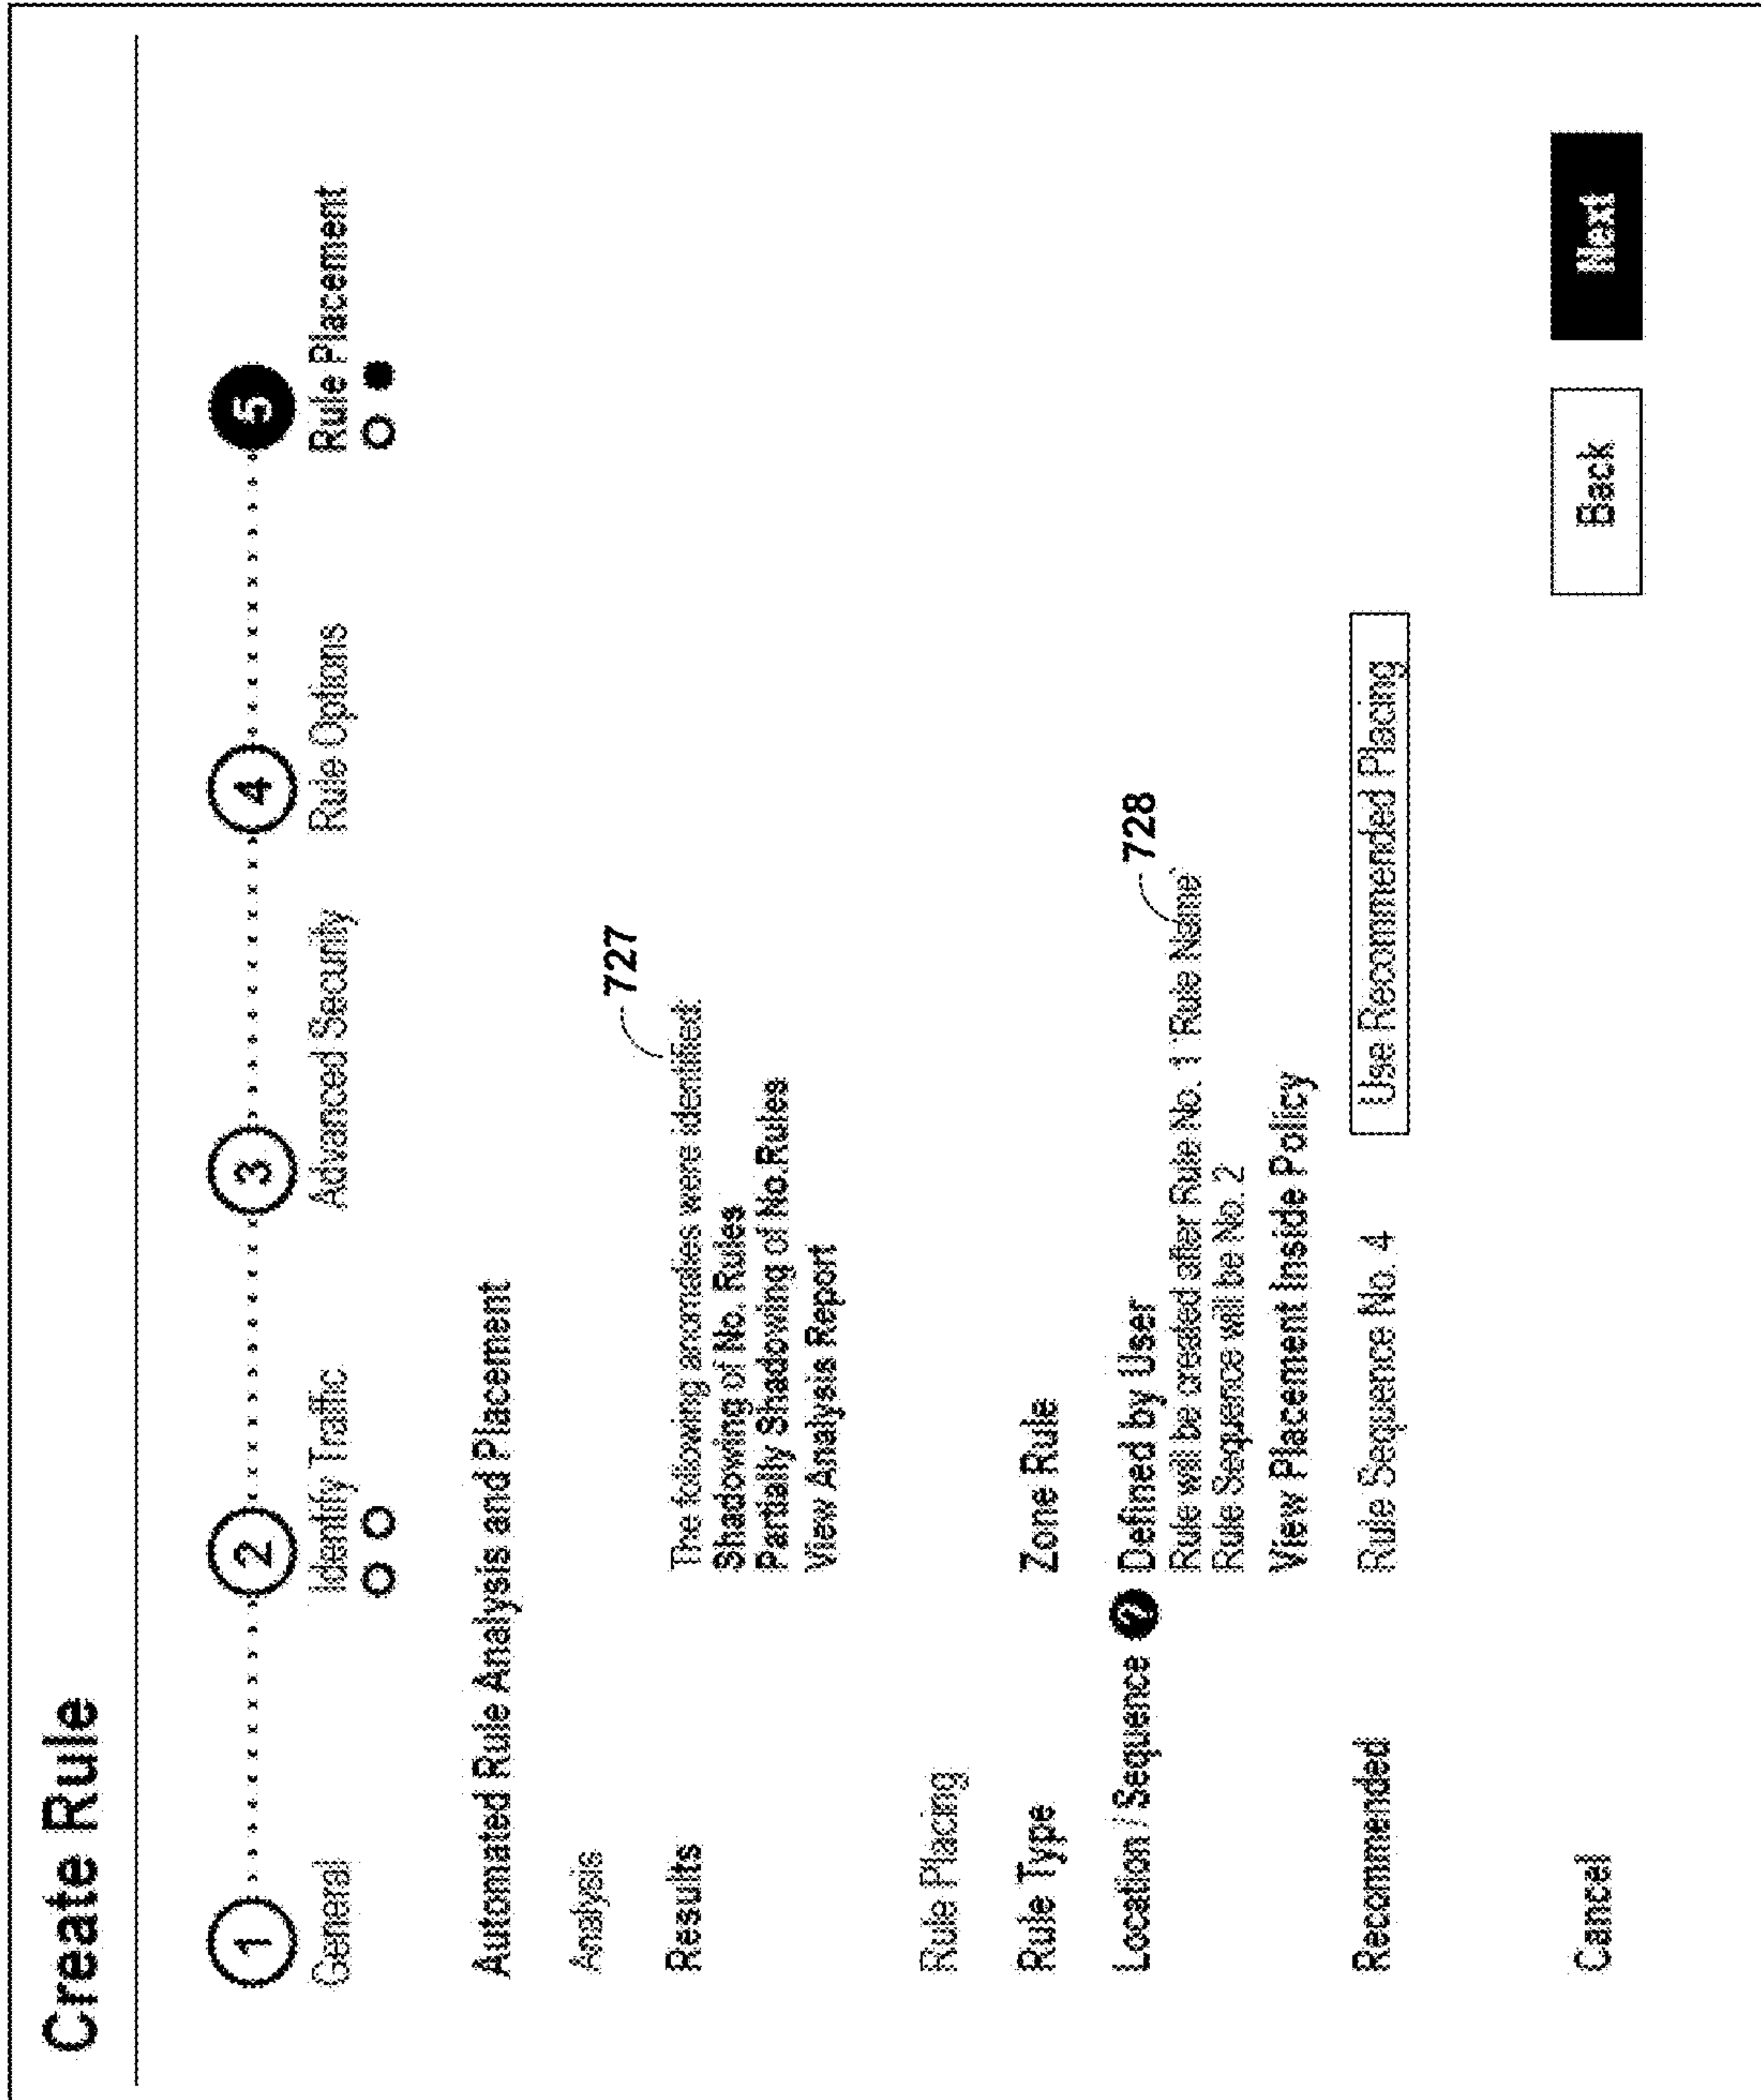 Create Rule
1 2 3 4 5
General Identify Traffic Advanced Security Rule Options Rule Placement
Automated Rule Analysis and Placement
Analysis
727
Results The following anomalies were identified:
Shadowing of No. Rules
Partially Shadowing of No.Rules
View Analysis Report
Rule Placing
Rule Type Zone Rule
728
Location / Sequence ? Defined by User
Rule will be created after Rule No. 1 'Rule Name'
Rule Sequence will be No. 2
View Placement Inside Policy
Recommended Rule Sequence No. 4 Use Recommended Placing
Cancel Back Next